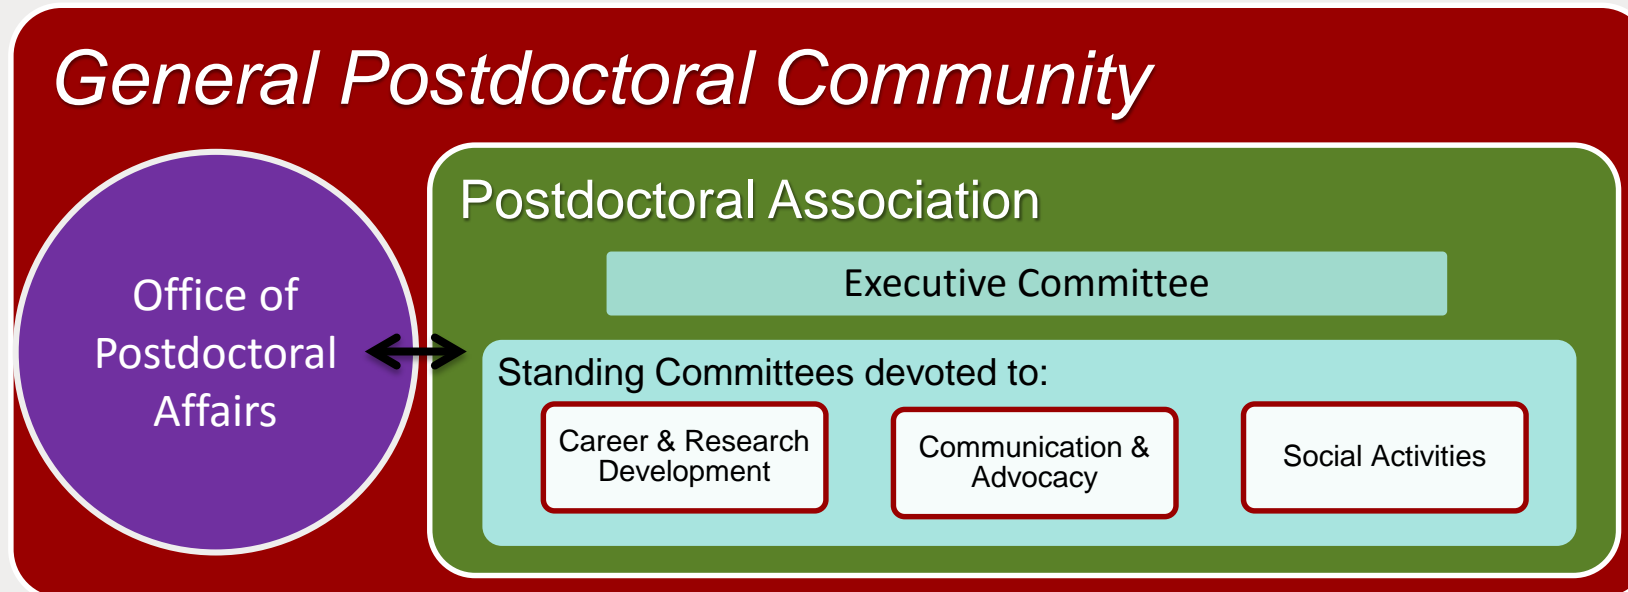 General Postdoctoral Community
Office of
Postdoctoral
Affairs
Postdoctoral Association
Executive Committee
Standing Committees devoted to:
Career & Research
Development
Communication &
Advocacy
Social Activities